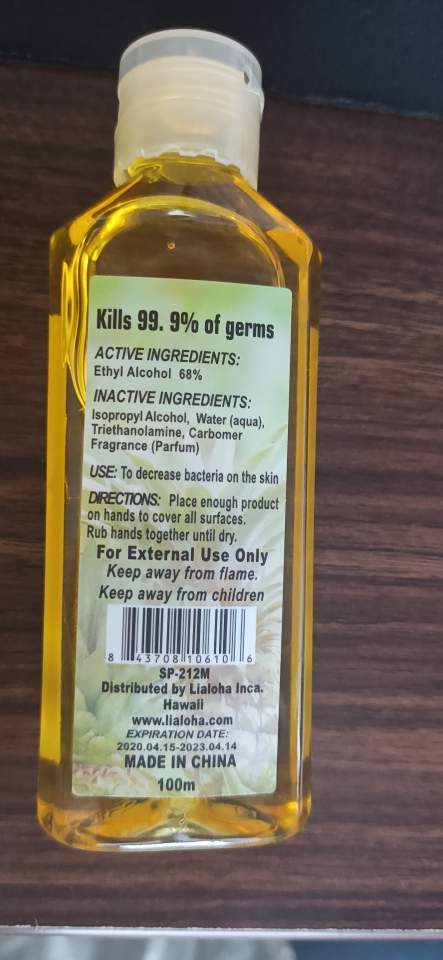 Kills 99. 9% of germs
ACTIVE INGREDIENTS:
Ethyl Alcohol 68%
INACTIVE INGREDIENTS:
Isopropyl Alcohol, Water (aqua),
Triethanolamine, Carbomer
Fragrance (Parfum)
USE: To decrease bacteria on the skin
DIRECTIONS: Place enough product
on hands to cover all surfaces.
Rub hands together until dry.
For External Use Only
Keep away from flame.
Keep away from children
8 43708 10610 6
SP-212M
Distributed by Lialoha Inca.
Hawaii
www.lialoha.com
EXPIRATION DATE:
2020.04.15-2023.04.14
MADE IN CHINA
100m